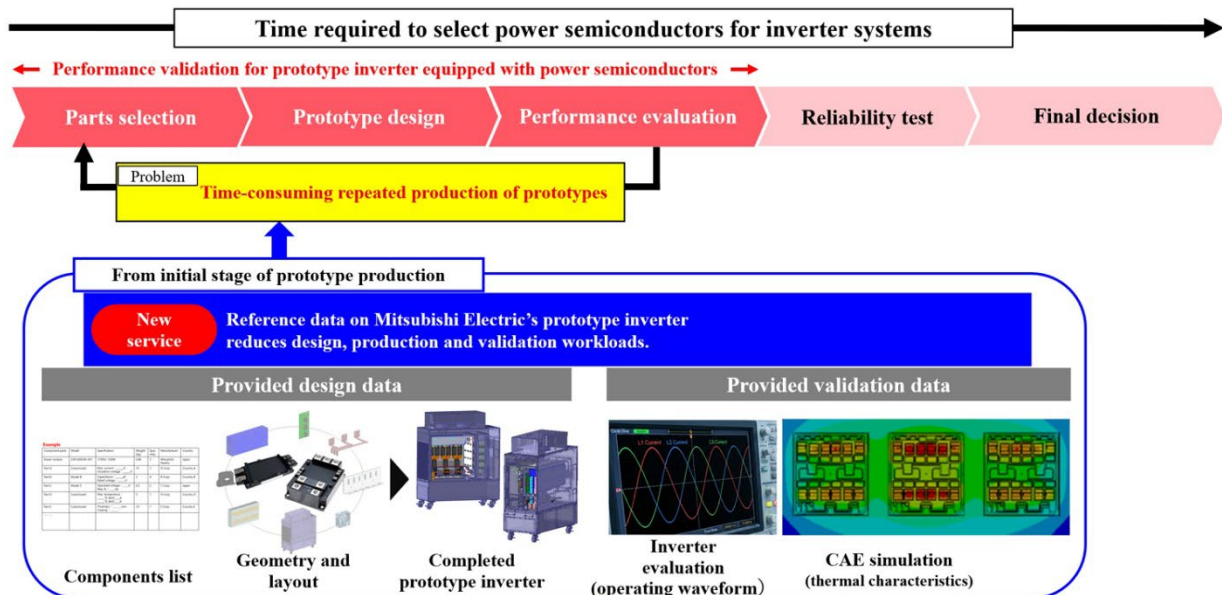 Time required to select power semiconductors for inverter systems
Performance validation for prototype inverter equipped with power semiconductors
Parts selection
Prototype design
Performance evaluation
Reliability test
Final decision
Problem
Time-consuming repeated production of prototypes
From initial stage of prototype production
New
service
Reference data on Mitsubishi Electric’s prototype inverter
reduces design, production and validation workloads.
Provided design data
Provided validation data
Example
L1 Current
L2 Current
L3 Current
Components list
Geometry and
layout
Completed
prototype inverter
Inverter
evaluation
(operating waveform)
CAE simulation
(thermal characteristics)